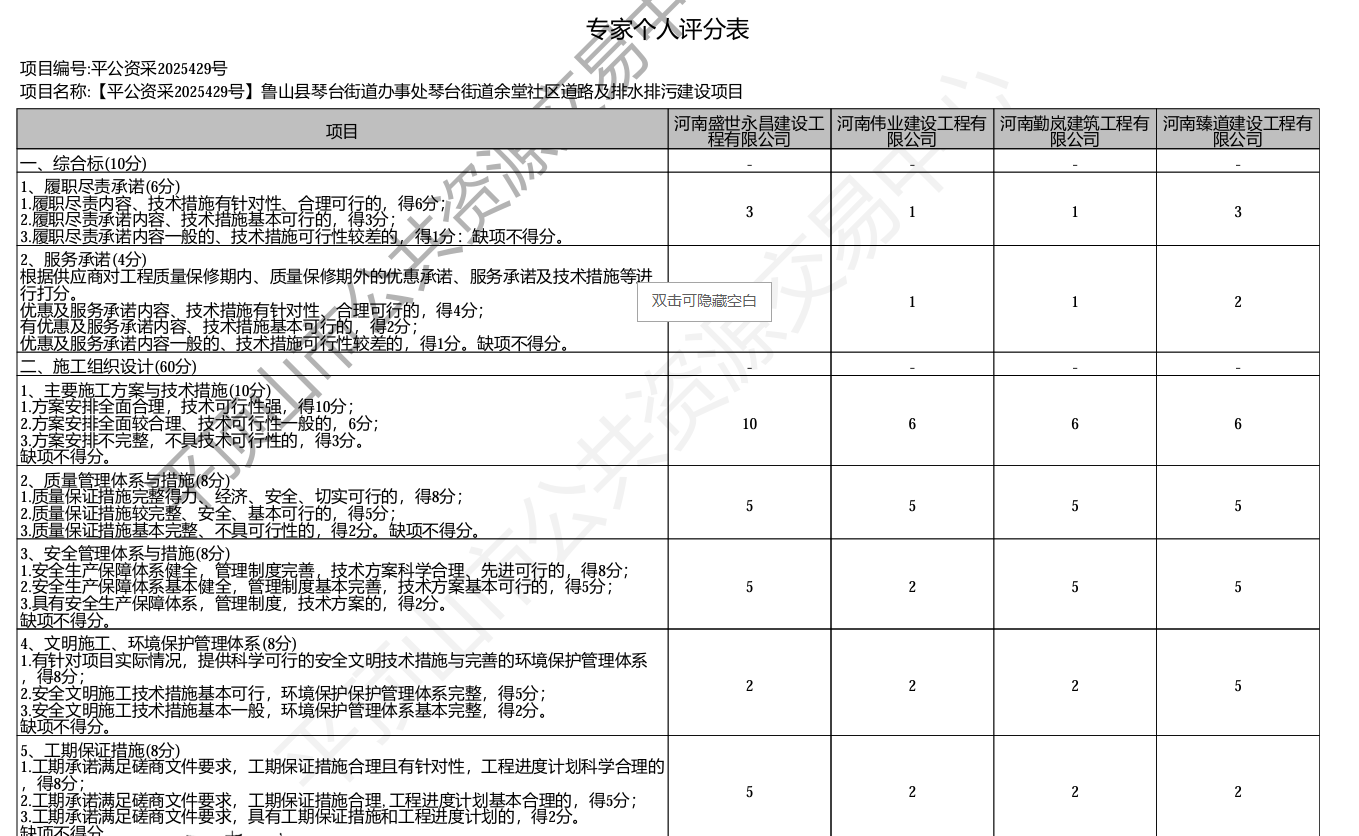 专家个人评分表
项目编号:平公资采2025429号
项目名称:【平公资采2025429号】鲁山县琴台街道办事处琴台街道余堂社区道路及排水排污建设项目
项目 河南盛世永昌建设工程有限公司 河南伟业建设工程有限公司 河南勤岚建筑工程有限公司 河南臻道建设工程有限公司
一、综合标(10分) - - - -
1、履职尽责承诺(6分)
1.履职尽责内容、技术措施有针对性、合理可行的，得6分；
2.履职尽责承诺内容、技术措施基本可行的，得3分；
3.履职尽责承诺内容一般的、技术措施可行性较差的，得1分：缺项不得分。
3 1 1 3
2、服务承诺(4分)
根据供应商对工程质量保修期内、质量保修期外的优惠承诺、服务承诺及技术措施等进
行打分。
优惠及服务承诺内容、技术措施有针对性、合理可行的，得4分；
有优惠及服务承诺内容、技术措施基本可行的，得2分；
优惠及服务承诺内容一般的、技术措施可行性较差的，得1分。缺项不得分。
双击可隐藏空白
1 1 2
二、施工组织设计(60分) - - - -
1、主要施工方案与技术措施(10分)
1.方案安排全面合理，技术可行性强，得10分；
2.方案安排全面较合理、技术可行性一般的，6分；
3.方案安排不完整，不具技术可行性的，得3分。
缺项不得分。
10 6 6 6
2、质量管理体系与措施(8分)
1.质量保证措施完整得力、经济、安全、切实可行的，得8分；
2.质量保证措施较完整、安全、基本可行的，得5分；
3.质量保证措施基本完整、不具可行性的，得2分。缺项不得分。
5 5 5 5
3、安全管理体系与措施(8分)
1.安全生产保障体系健全，管理制度完善，技术方案科学合理、先进可行的，得8分；
2.安全生产保障体系基本健全，管理制度基本完善，技术方案基本可行的，得5分；
3.具有安全生产保障体系，管理制度，技术方案的，得2分。
缺项不得分。
5 2 5 5
4、文明施工、环境保护管理体系(8分)
1.有针对项目实际情况，提供科学可行的安全文明技术措施与完善的环境保护管理体系
，得8分；
2.安全文明施工技术措施基本可行，环境保护保护管理体系完整，得5分；
3.安全文明施工技术措施基本一般，环境保护管理体系基本完整，得2分。
缺项不得分。
2 2 2 5
5、工期保证措施(8分)
1.工期承诺满足磋商文件要求，工期保证措施合理且有针对性，工程进度计划科学合理的
，得8分；
2.工期承诺满足磋商文件要求，工期保证措施合理,工程进度计划基本合理的，得5分；
3.工期承诺满足磋商文件要求，具有工期保证措施和工程进度计划的，得2分。
缺项不得分
5 2 2 2
平顶山市公共资源交易中
平顶山市公共资源交易中心